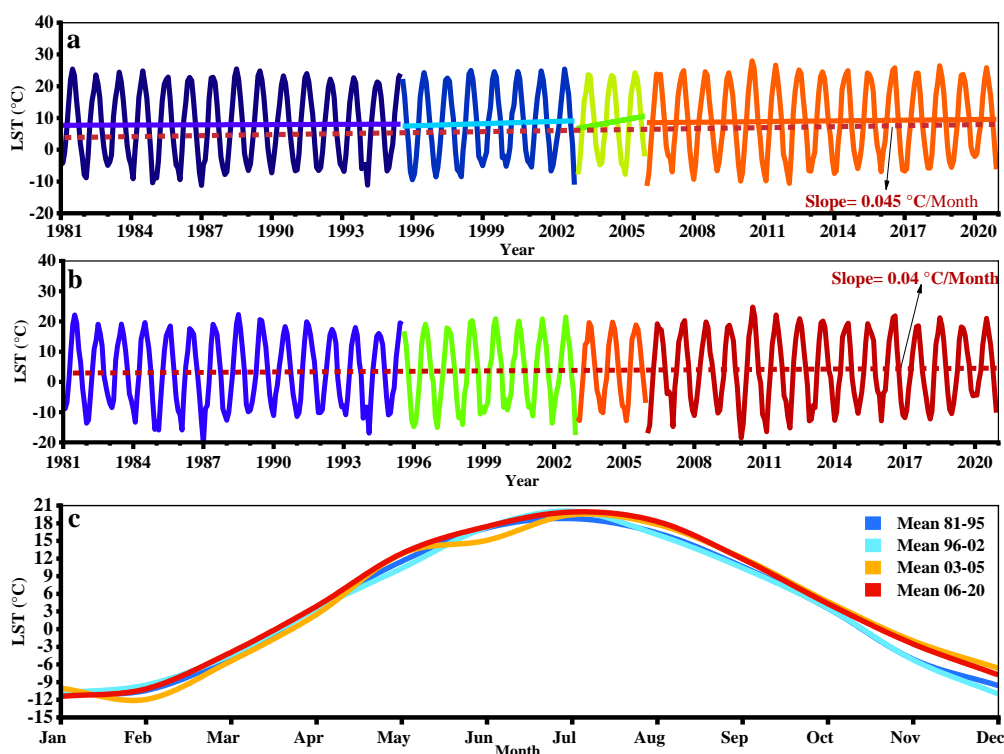 a
LST (°C)
40
30
20
10
0
-10
-20
Slope= 0.045 °C/Month
1981 1984 1987 1990 1993 1996 1999 2002 2005 2008 2011 2014 2017 2020
Year
b
LST (°C)
40
30
20
10
0
-10
-20
Slope= 0.04 °C/Month
1981 1984 1987 1990 1993 1996 1999 2002 2005 2008 2011 2014 2017 2020
Year
c
LST (°C)
21
18
15
12
9
6
3
0
-3
-6
-9
-12
-15
Mean 81-95
Mean 96-02
Mean 03-05
Mean 06-20
Jan Feb Mar Apr May Jun Jul Aug Sep Oct Nov Dec
Month